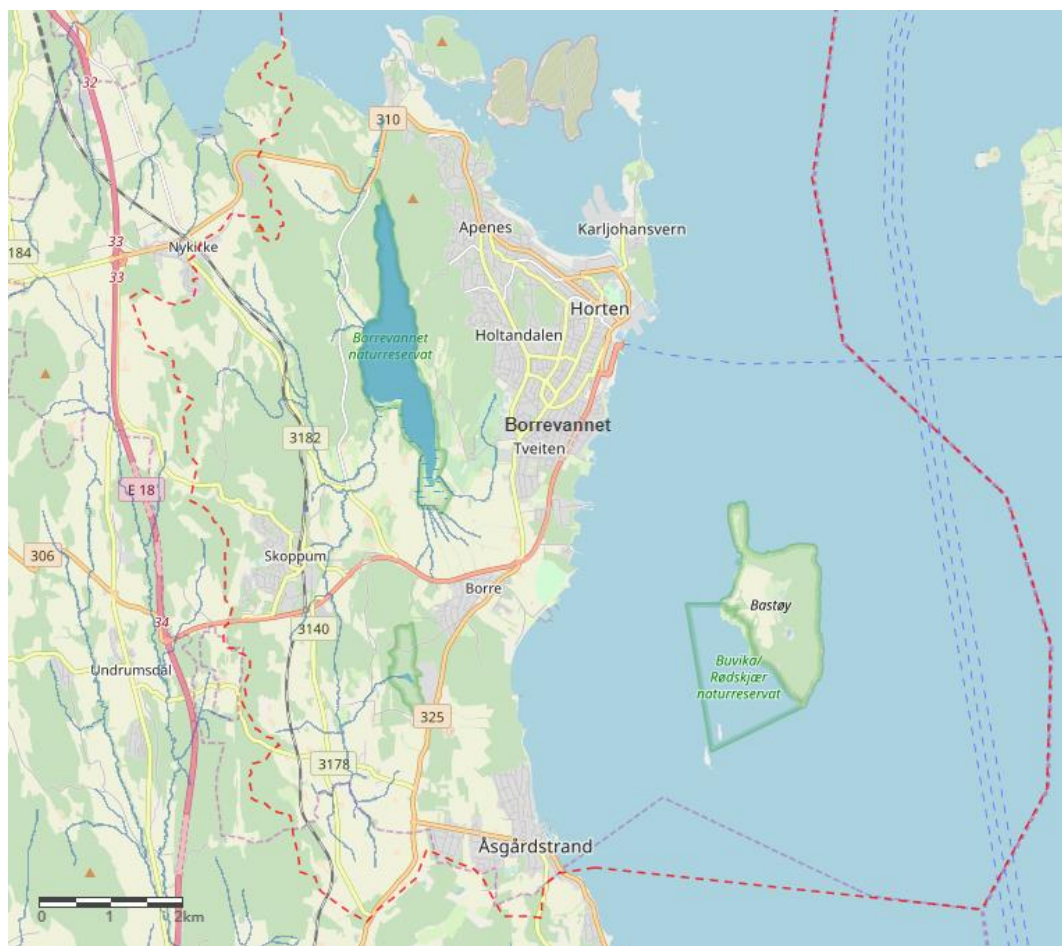 32
310
Apenes
Karljohansvern
33
Nykirke
184
33
Horten
Holtandalen
Borrevannet
naturreservat
Borrevannet
3182
Tveiten
E 18
306
Skoppum
Borre
Bastøy
34
3140
Undrumsdal
Buvika/
Rødskjær
naturreservat
325
3178
Åsgårdstrand
0 1 2km